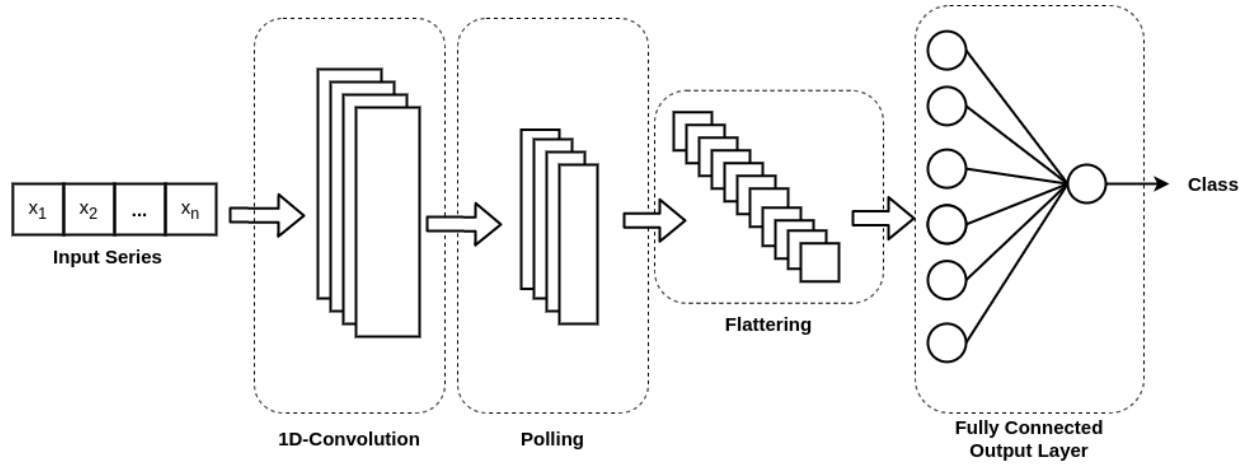 x1 x2 ... xn
Input Series
1D-Convolution
Polling
Flattering
Fully Connected
Output Layer
Class